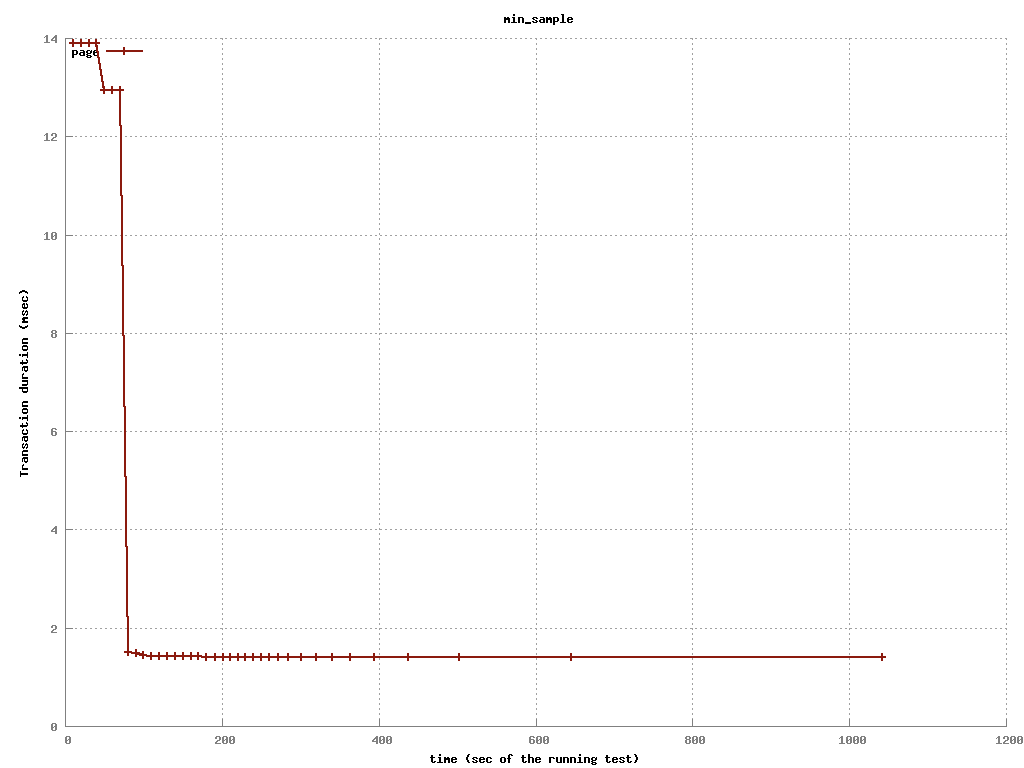 min_sample
14
page
12
10
8
6
4
2
0
Transaction duration (msec)
0 200 400 600 800 1000 1200
time (sec of the running test)